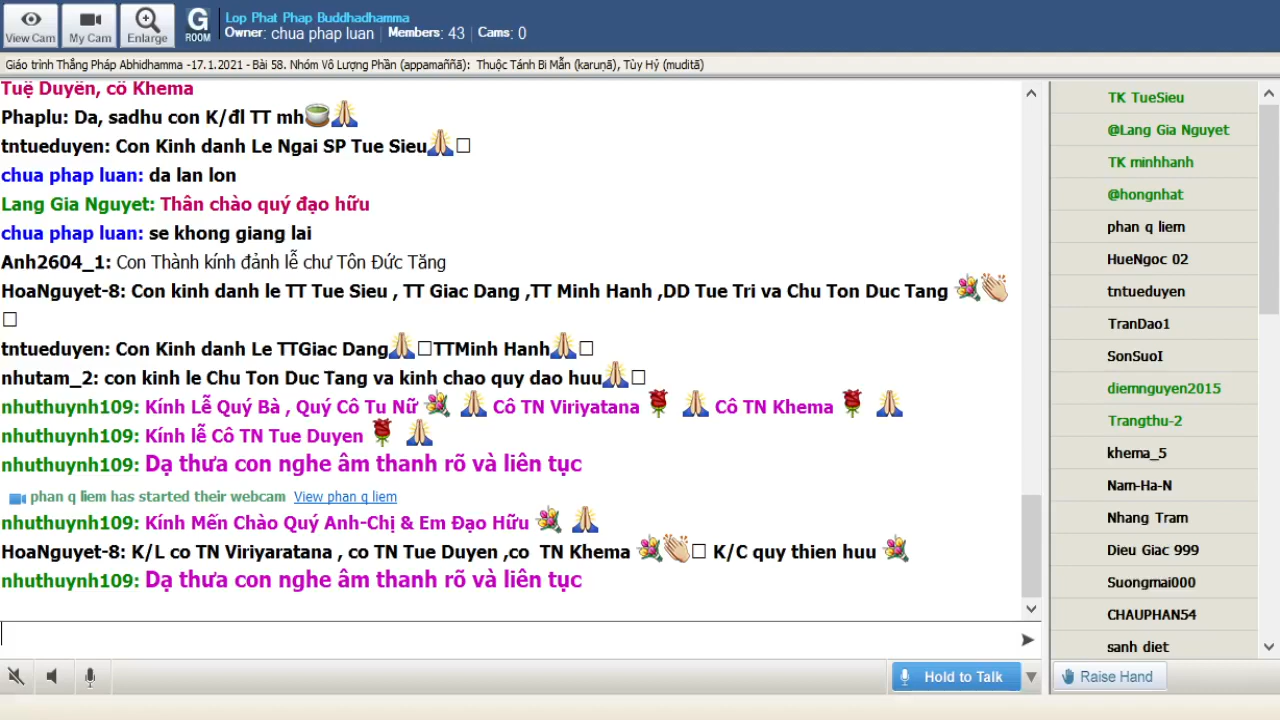 View Cam
My Cam
Enlarge
G
ROOM
Lop Phat Phap Buddhadhamma
Owner: chua phap luan | Members: 43 | Cams: 0
Giáo trình Thắng Pháp Abhidhamma -17.1.2021 - Bài 58. Nhóm Vô Lượng Phần (appamaññā): Thuộc Tánh Bi Mẫn (karuṇā), Tùy Hỷ (muditā)
Tuệ Duyên, cô Khema
Phaplu: Da, sadhu con K/đl TT mh
tntueduyen: Con Kinh danh Le Ngai SP Tue Sieu
chua phap luan: da lan lon
Lang Gia Nguyet: Thân chào quý đạo hữu
chua phap luan: se khong giang lai
Anh2604_1: Con Thành kính đảnh lễ chư Tôn Đức Tăng
HoaNguyet-8: Con kinh danh le TT Tue Sieu , TT Giac Dang ,TT Minh Hanh ,DD Tue Tri va Chu Ton Duc Tang
tntueduyen: Con Kinh danh Le TTGiac Dang TTMinh Hanh
nhutam_2: con kinh le Chu Ton Duc Tang va kinh chao quy dao huu
nhuthuynh109: Kính Lễ Quý Bà , Quý Cô Tu Nữ Cô TN Viriyatana Cô TN Khema
nhuthuynh109: Kính lễ Cô TN Tue Duyen
nhuthuynh109: Dạ thưa con nghe âm thanh rõ và liên tục
phan q liem has started their webcam View phan q liem
nhuthuynh109: Kính Mến Chào Quý Anh-Chị & Em Đạo Hữu
HoaNguyet-8: K/L co TN Viriyaratana , co TN Tue Duyen ,co TN Khema K/C quy thien huu
nhuthuynh109: Dạ thưa con nghe âm thanh rõ và liên tục
Hold to Talk
TK TueSieu
@Lang Gia Nguyet
TK minhhanh
@hongnhat
phan q liem
HueNgoc 02
tntueduyen
TranDao1
SonSuoI
diemnguyen2015
Trangthu-2
khema_5
Nam-Ha-N
Nhang Tram
Dieu Giac 999
Suongmai000
CHAUPHAN54
sanh diet
Raise Hand